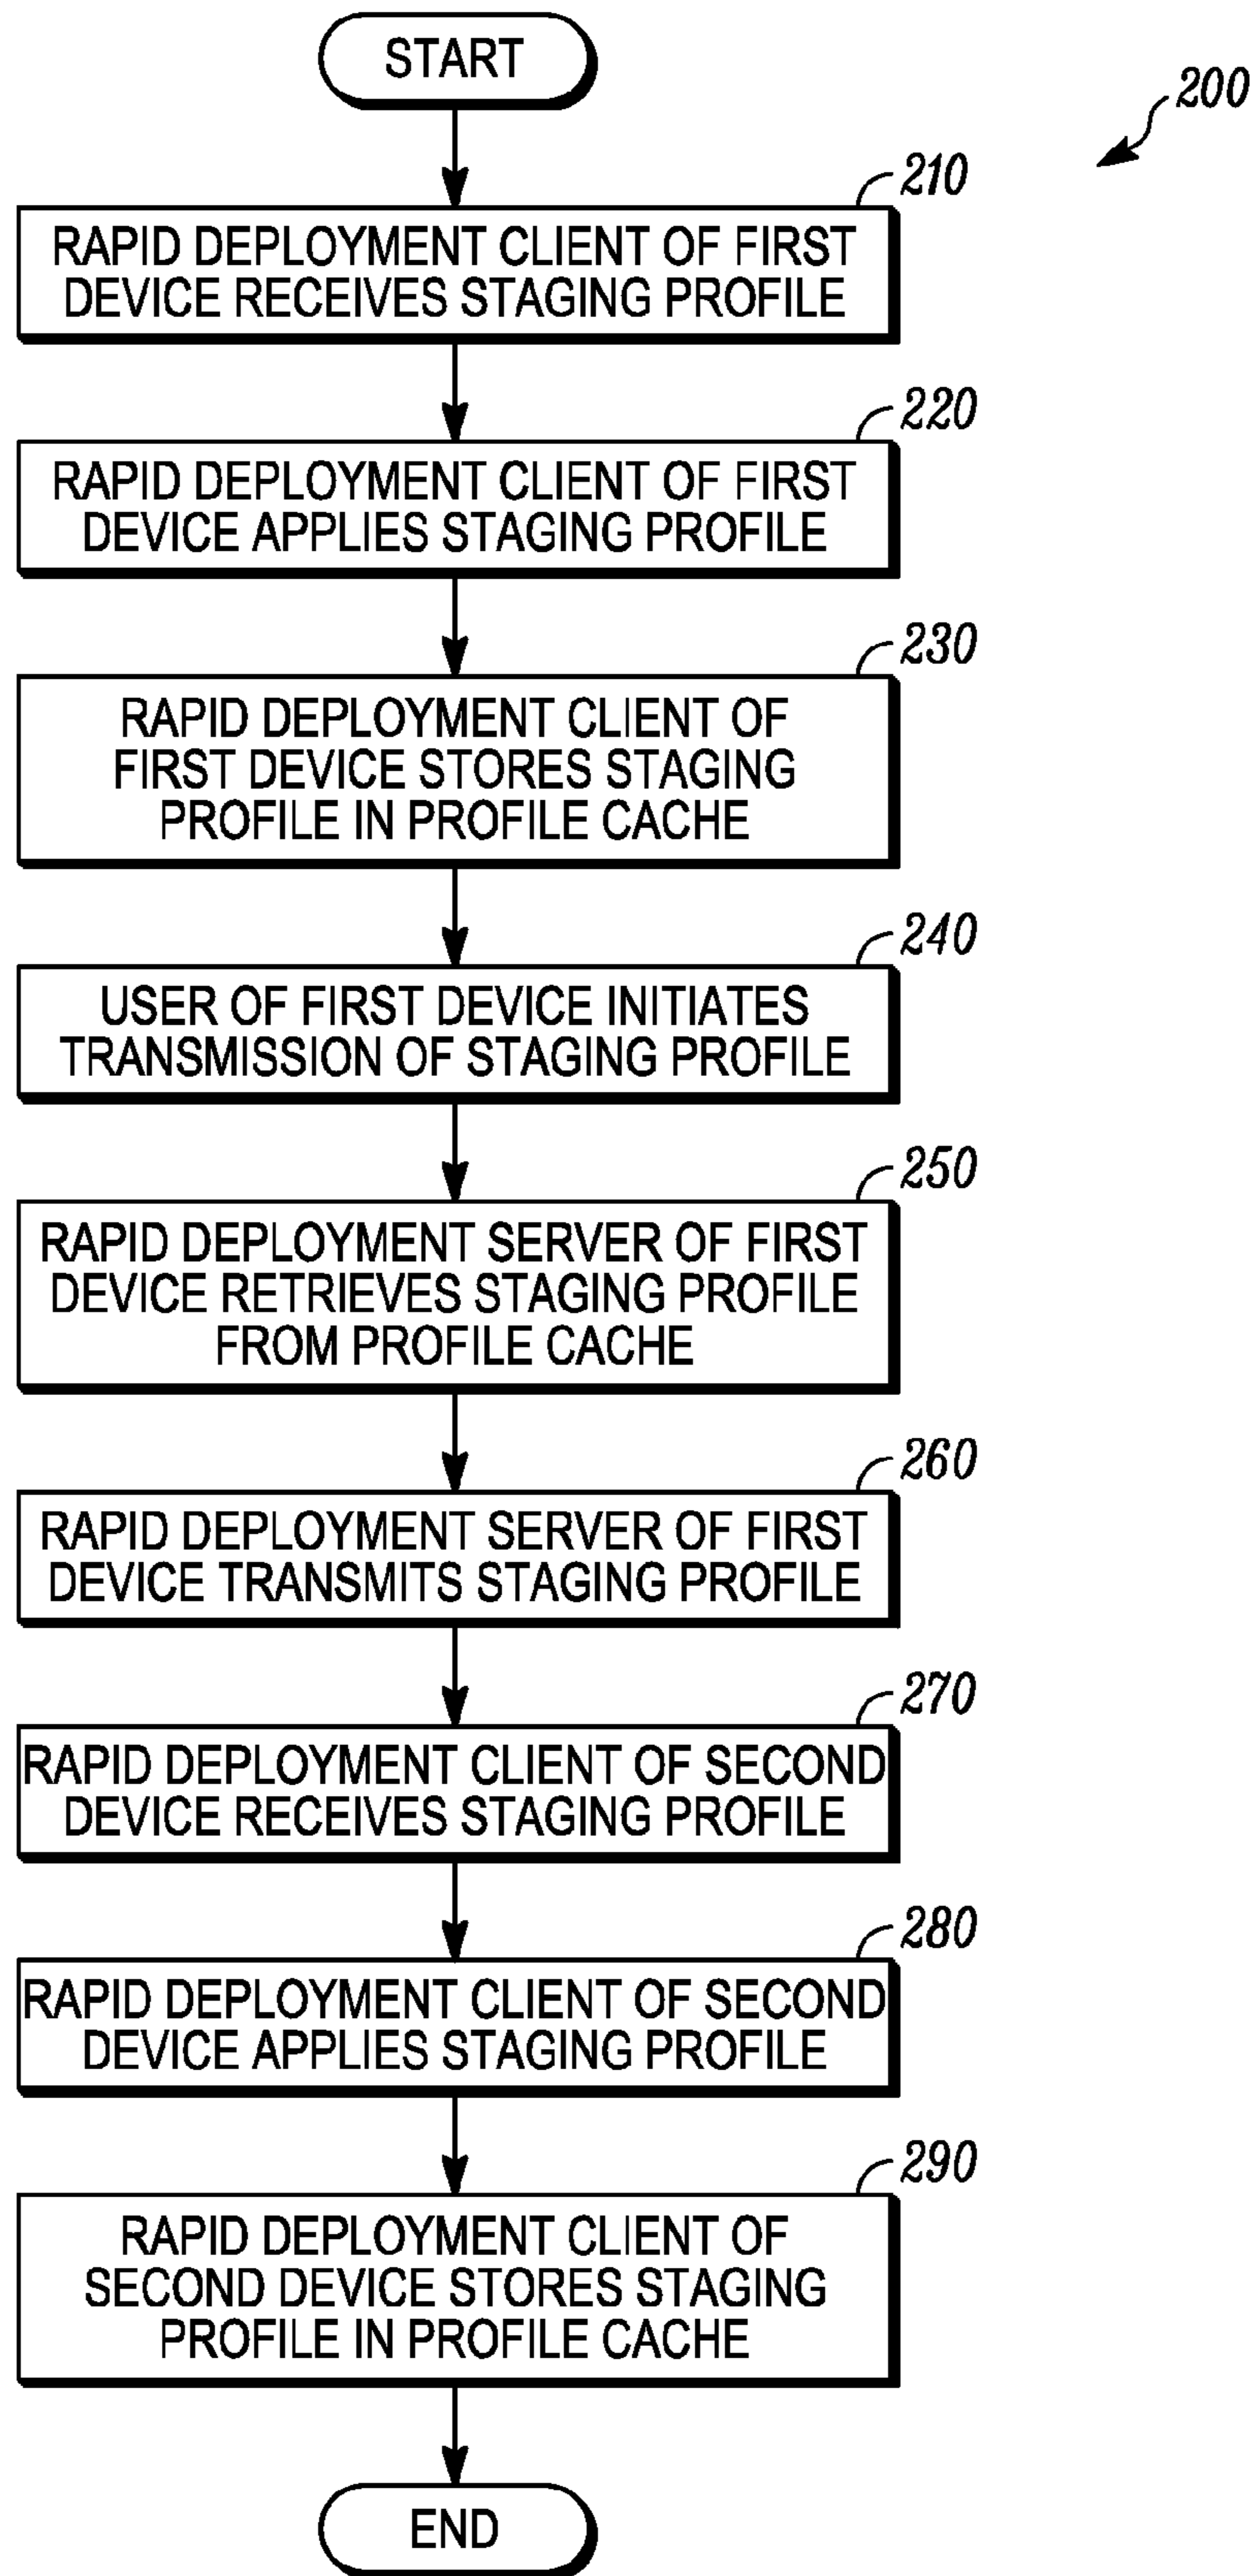 START
200
210
RAPID DEPLOYMENT CLIENT OF FIRST
DEVICE RECEIVES STAGING PROFILE
220
RAPID DEPLOYMENT CLIENT OF FIRST
DEVICE APPLIES STAGING PROFILE
230
RAPID DEPLOYMENT CLIENT OF
FIRST DEVICE STORES STAGING
PROFILE IN PROFILE CACHE
240
USER OF FIRST DEVICE INITIATES
TRANSMISSION OF STAGING PROFILE
250
RAPID DEPLOYMENT SERVER OF FIRST
DEVICE RETRIEVES STAGING PROFILE
FROM PROFILE CACHE
260
RAPID DEPLOYMENT SERVER OF FIRST
DEVICE TRANSMITS STAGING PROFILE
270
RAPID DEPLOYMENT CLIENT OF SECOND
DEVICE RECEIVES STAGING PROFILE
280
RAPID DEPLOYMENT CLIENT OF SECOND
DEVICE APPLIES STAGING PROFILE
290
RAPID DEPLOYMENT CLIENT OF
SECOND DEVICE STORES STAGING
PROFILE IN PROFILE CACHE
END